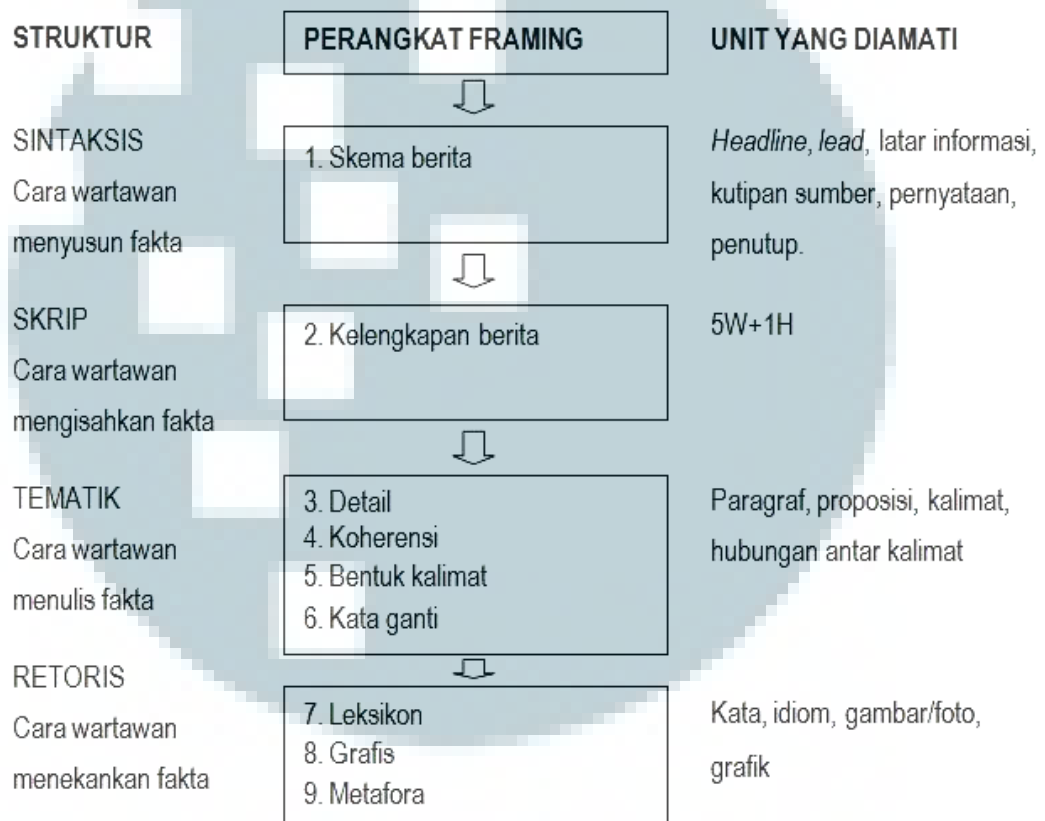 STRUKTUR
PERANGKAT FRAMING
UNIT YANG DIAMATI
SINTAKSIS
Cara wartawan
menyusun fakta
1. Skema berita
Headline, lead, latar informasi,
kutipan sumber, pernyataan,
penutup.
SKRIP
Cara wartawan
mengisahkan fakta
2. Kelengkapan berita
5W+1H
TEMATIK
Cara wartawan
menulis fakta
3. Detail
4. Koherensi
5. Bentuk kalimat
6. Kata ganti
Paragraf, proposisi, kalimat,
hubungan antar kalimat
RETORIS
Cara wartawan
menekankan fakta
7. Leksikon
8. Grafis
9. Metafora
Kata, idiom, gambar/foto,
grafik